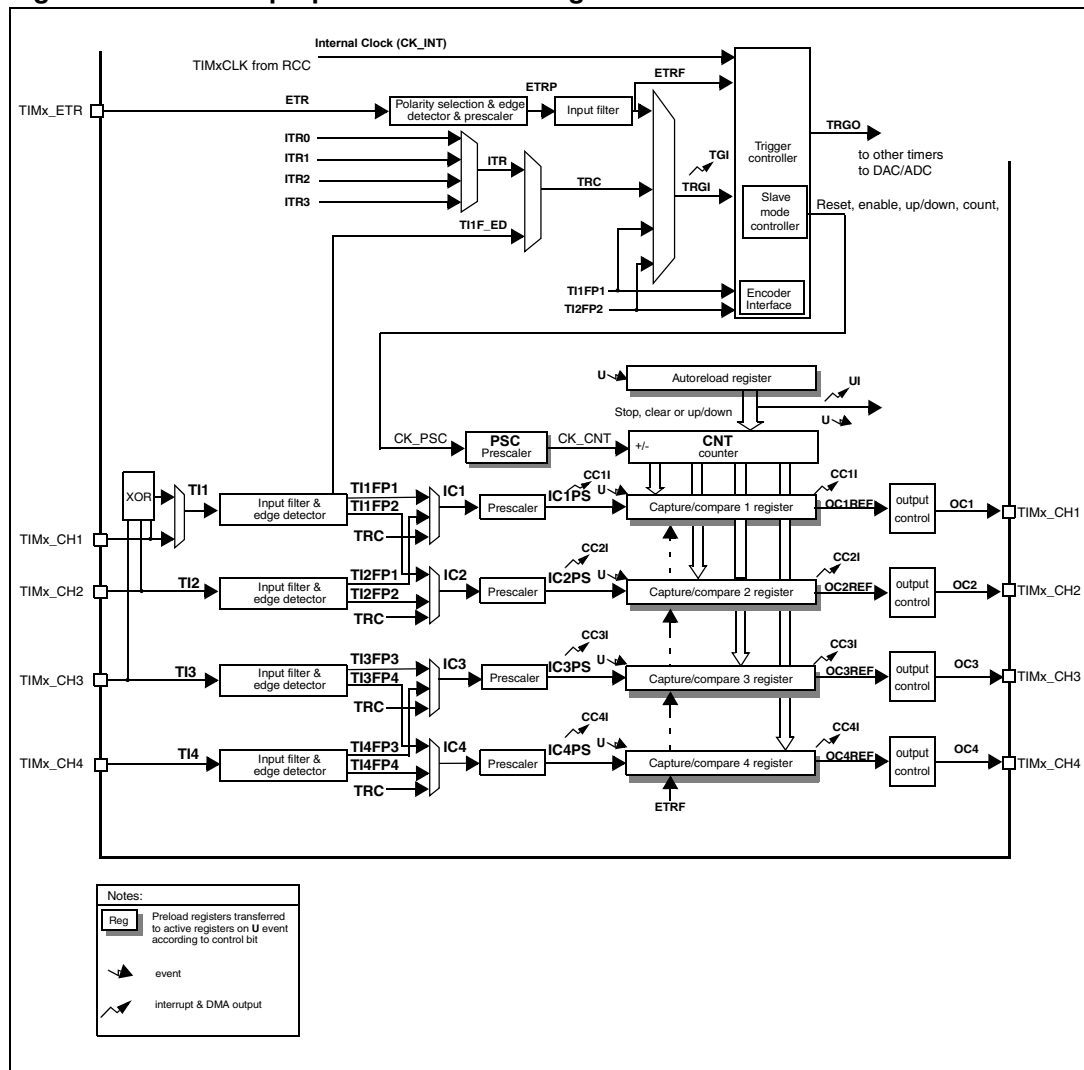 Internal Clock (CK_INT)
TIMxCLK from RCC
ETRF
TIMx_ETR
ETR
Polarity selection & edge
detector & prescaler
ETRP
Input filter
ITR0
ITR1
ITR2
ITR3
ITR
TRC
TI1F_ED
TGI
TRGI
Trigger
controller
TRGO
to other timers
to DAC/ADC
Slave
mode
controller
Reset, enable, up/down, count,
TI1FP1
TI2FP2
Encoder
Interface
U
Autoreload register
UI
Stop, clear or up/down
U
CK_PSC
PSC
Prescaler
CK_CNT
+/-
CNT
counter
XOR
TI1
Input filter &
edge detector
TI1FP1
TI1FP2
TRC
IC1
Prescaler
IC1PS
CC1I
U
Capture/compare 1 register
CC1I
OC1REF
output
control
OC1
TIMx_CH1
TIMx_CH1
TIMx_CH2
TI2
Input filter &
edge detector
TI2FP1
TI2FP2
TRC
IC2
Prescaler
IC2PS
CC2I
U
Capture/compare 2 register
CC2I
OC2REF
output
control
OC2
TIMx_CH2
TIMx_CH3
TI3
Input filter &
edge detector
TI3FP3
TI3FP4
TRC
IC3
Prescaler
IC3PS
CC3I
U
Capture/compare 3 register
CC3I
OC3REF
output
control
OC3
TIMx_CH3
TIMx_CH4
TI4
Input filter &
edge detector
TI4FP3
TI4FP4
TRC
IC4
Prescaler
IC4PS
CC4I
U
Capture/compare 4 register
CC4I
OC4REF
output
control
OC4
TIMx_CH4
ETRF
Notes:
Reg
Preload registers transferred
to active registers on U event
according to control bit
event
interrupt & DMA output